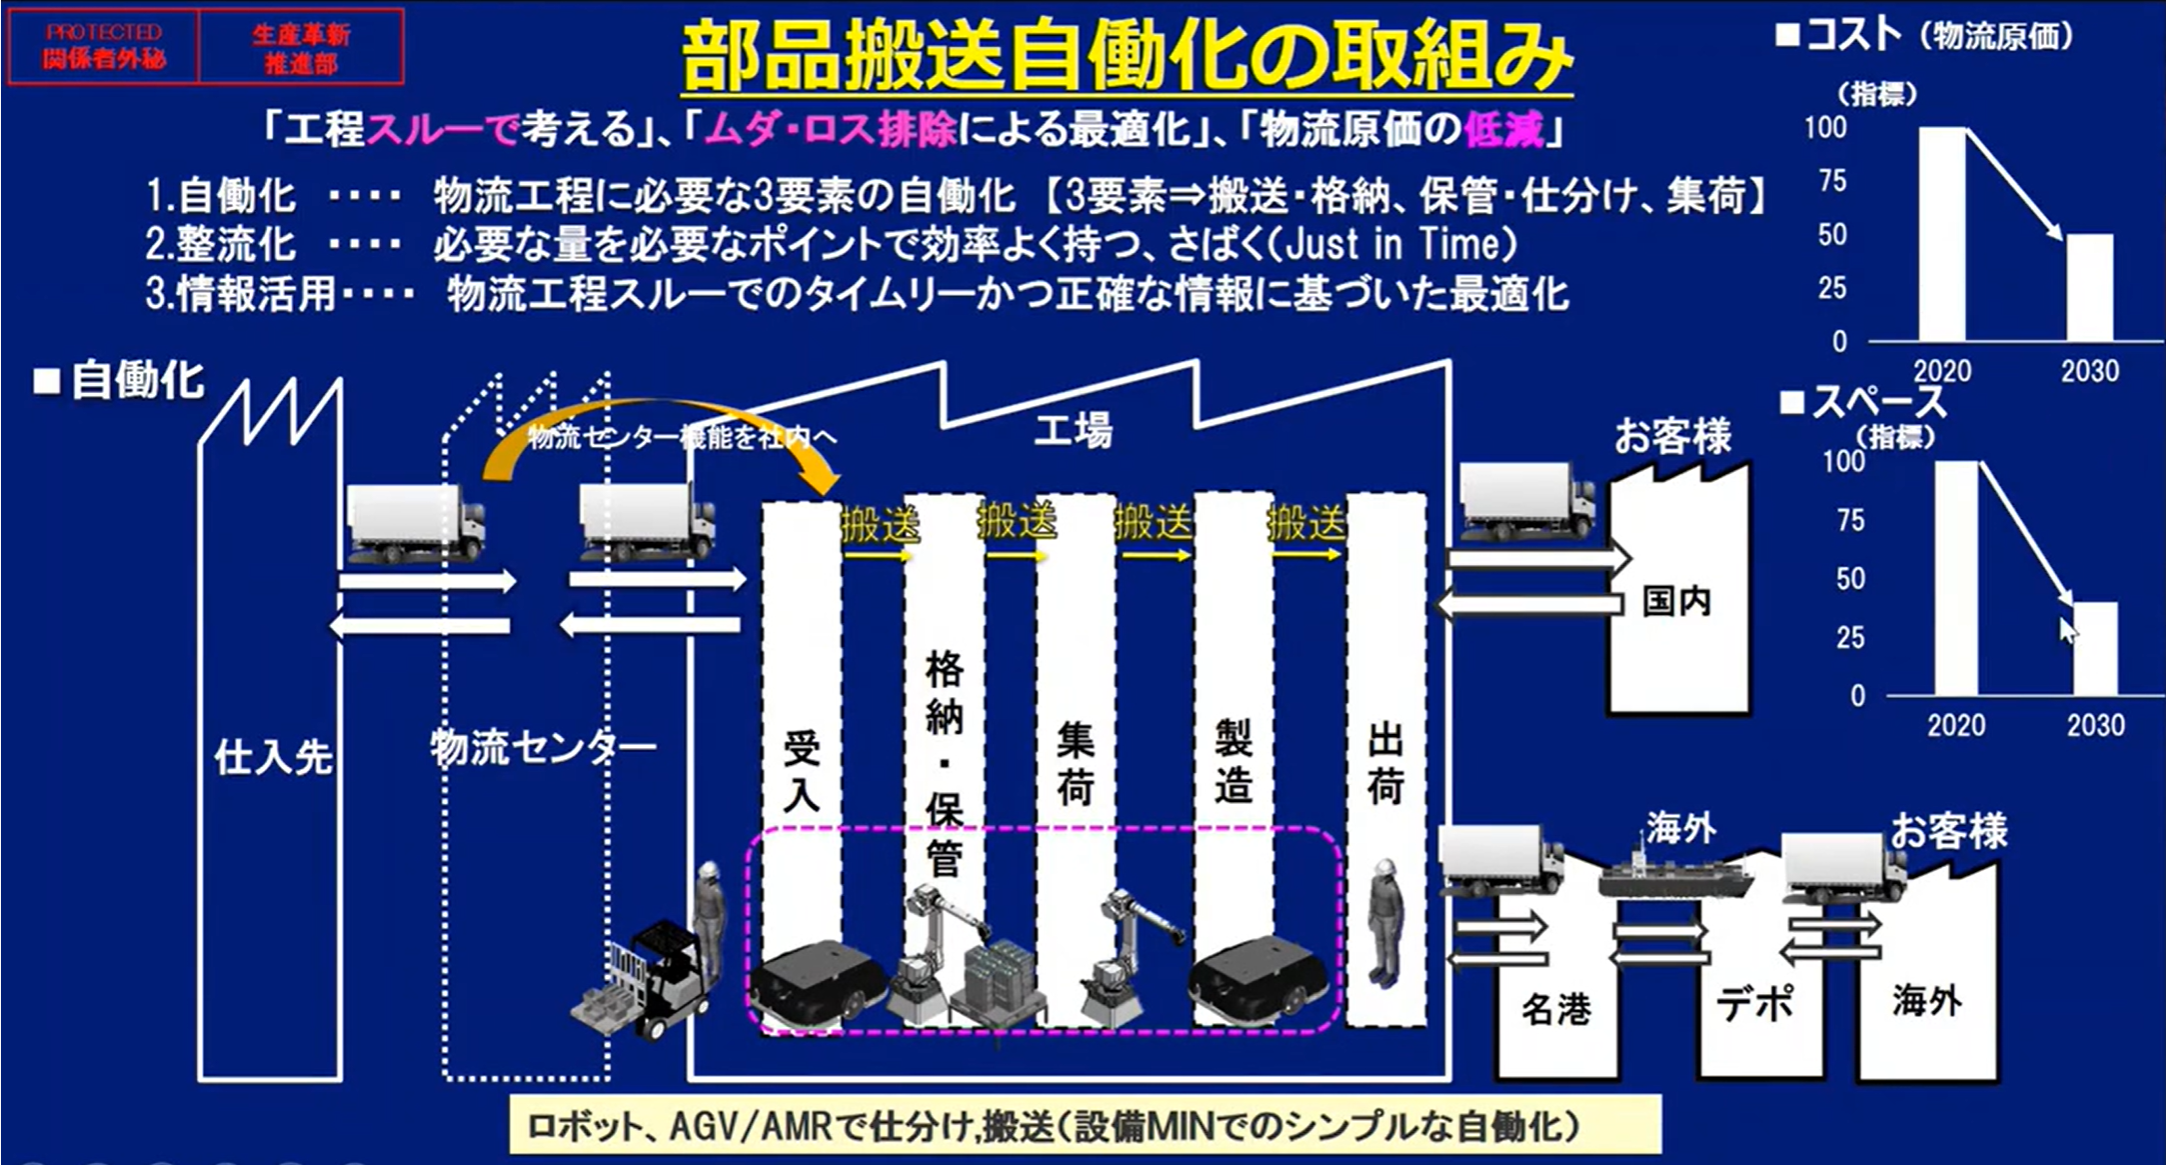 PROTECTED
関係者外秘
生産革新
推進部
部品搬送自働化の取組み
「工程スルーで考える」、「ムダ・ロス排除による最適化」、「物流原価の低減」
1.自働化 ････ 物流工程に必要な3要素の自働化 【3要素⇒搬送・格納、保管・仕分け、集荷】
2.整流化 ････ 必要な量を必要なポイントで効率よく持つ、さばく(Just in Time)
3.情報活用････ 物流工程スルーでのタイムリーかつ正確な情報に基づいた最適化
■コスト（物流原価）
（指標）
100
75
50
25
0
2020
2030
■スペース
（指標）
100
75
50
25
0
2020
2030
■自働化
物流センター機能を社内へ
工場
仕入先
物流センター
搬送
搬送
搬送
搬送
受入
格納・保管
集荷
製造
出荷
お客様
国内
海外
お客様
名港
デポ
海外
ロボット、AGV/AMRで仕分け,搬送(設備MINでのシンプルな自働化)